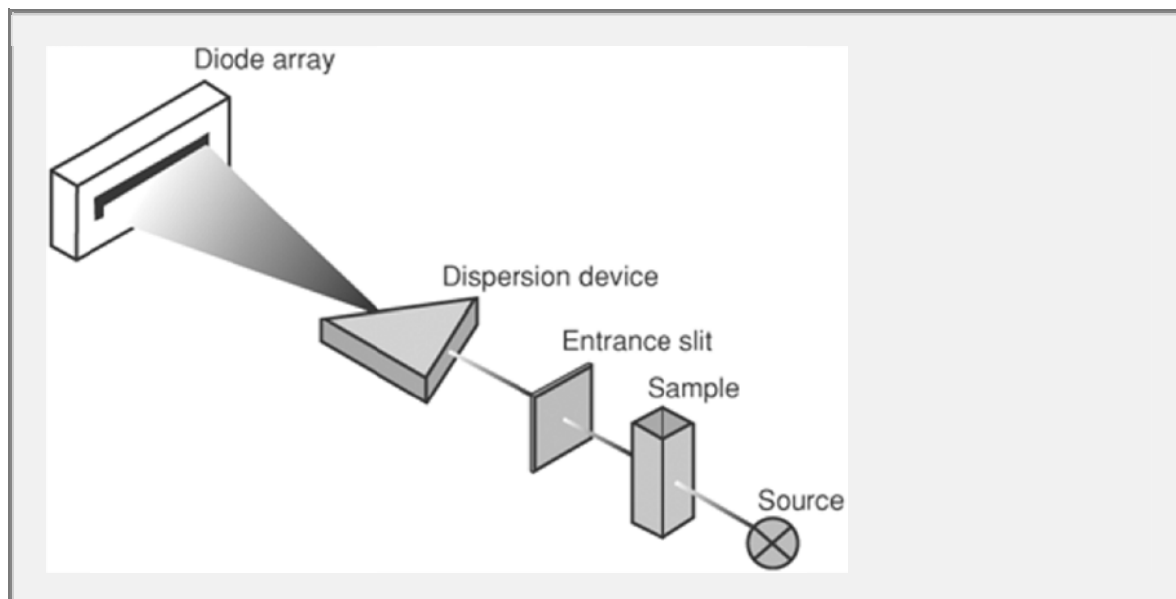 Diode array
Dispersion device
Entrance slit
Sample
Source